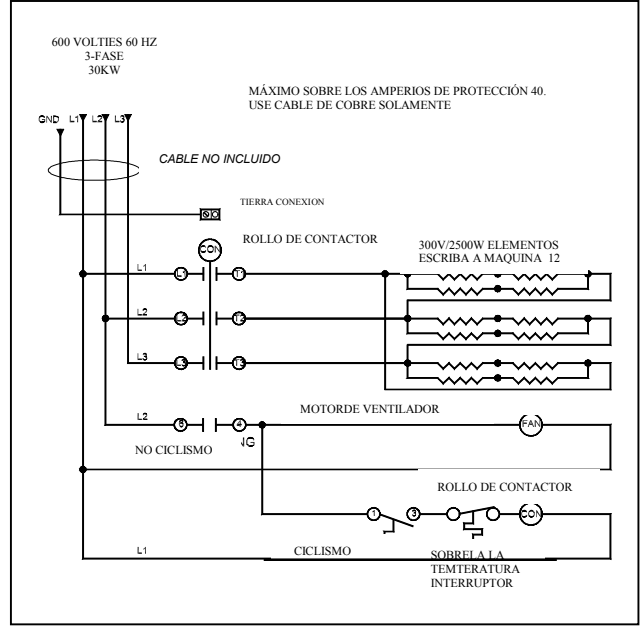 600 VOLTIES 60 HZ
3-FASE
30KW
MÁXIMO SOBRE LOS AMPERIOS DE PROTECCIÓN 40.
USE CABLE DE COBRE SOLAMENTE
GND L1 L2 L3
CABLE NO INCLUIDO
TIERRA CONEXION
CON
ROLLO DE CONTACTOR
300V/2500W ELEMENTOS
ESCRIBA A MAQUINA 12
L1 L1 T1
L2 L2 T2
L3 L3 T3
MOTORDE VENTILADOR
L2 6 4 FAN
NO CICLISMO
ROLLO DE CONTACTOR
1 3 CON
L1
CICLISMO
SOBRELA LA
TEMTERATURA
INTERRUPTOR